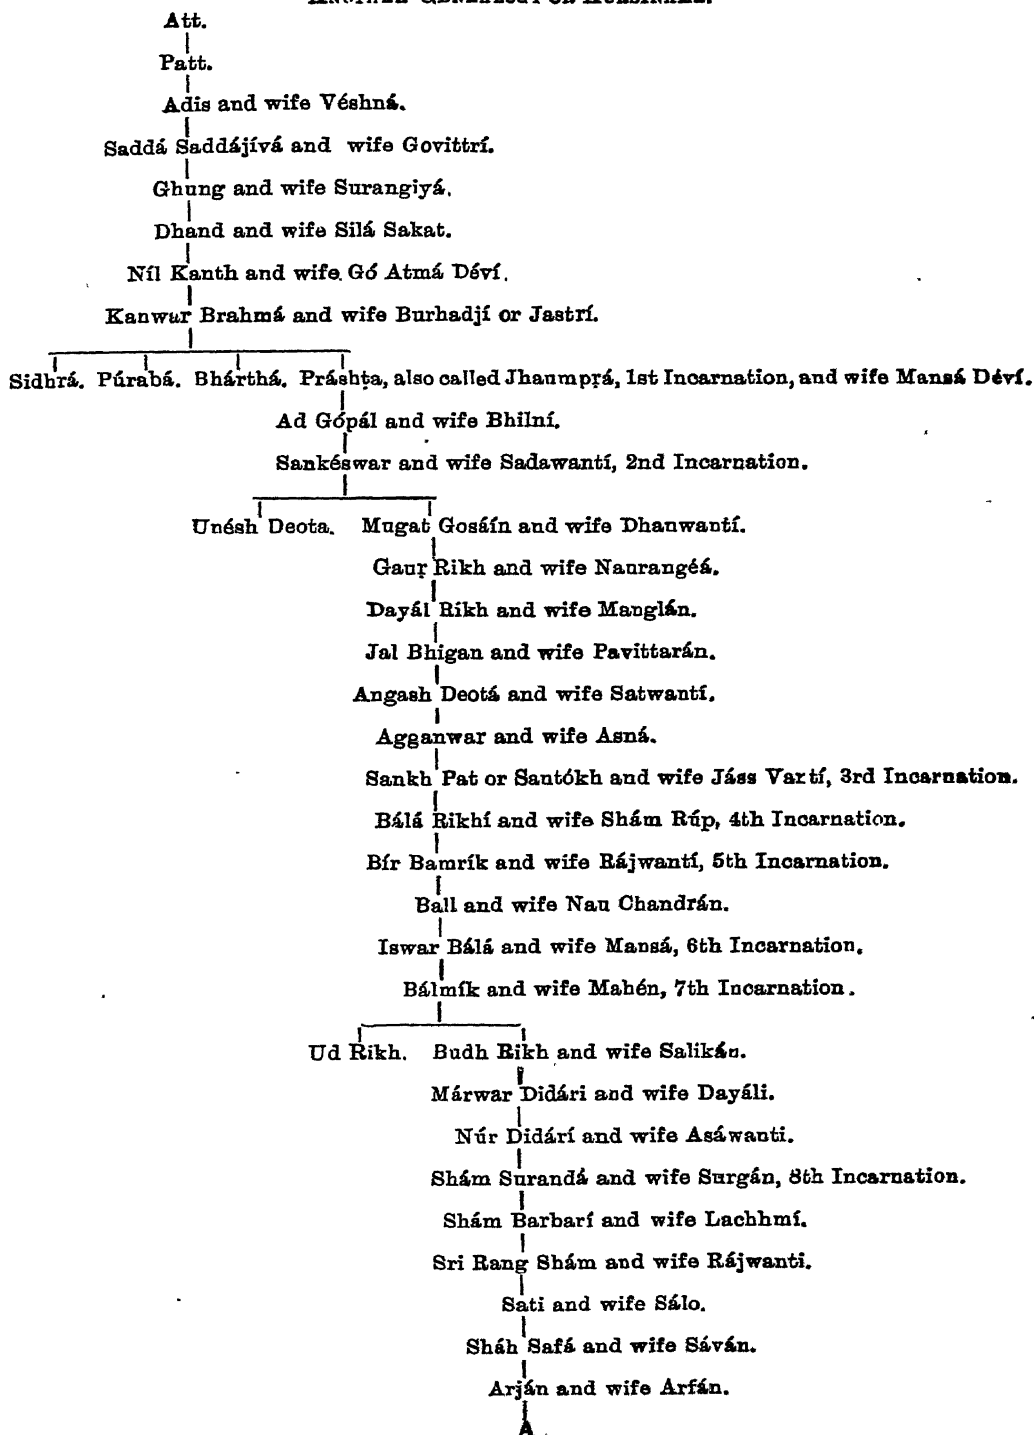 Att.
Patt.
Adis and wife Véshná.
Saddá Saddájívá and wife Govittrí.
Ghung and wife Surangiyá.
Dhand and wife Silá Sakat.
Níl Kanth and wife Gó Atmá Déví.
Kanwar Brahmá and wife Burhadjí or Jastrí.
Sidhrá. Púrabá. Bhárthá. Práshṭa, also called Jhaumpṛá, 1st Incarnation, and wife Mansá Déví.
Ad Gópál and wife Bhilní.
Sankéswar and wife Sadawantí, 2nd Incarnation.
Unésh Deota. Mugat Gosáín and wife Dhanwantí.
Gauṛ Rikh and wife Naurangéá.
Dayál Rikh and wife Manglán.
Jal Bhigan and wife Pavittarán.
Angash Deotá and wife Satwantí.
Agganwar and wife Asná.
Sankh Pat or Santókh and wife Jáss Vartí, 3rd Incarnation.
Bálá Rikhí and wife Shám Rúp, 4th Incarnation.
Bír Bamrík and wife Rájwantí, 5th Incarnation.
Ball and wife Nau Chandrán.
Iswar Bálá and wife Mansá, 6th Incarnation.
Bálmík and wife Mahén, 7th Incarnation.
Ud Rikh. Budh Rikh and wife Salikán.
Márwar Didári and wife Dayáli.
Núr Didárí and wife Asáwanti.
Shám Surandá and wife Surgán, 8th Incarnation.
Shám Barbarí and wife Lachhmí.
Sri Rang Shám and wife Rájwanti.
Sati and wife Sálo.
Sháh Safá and wife Sáván.
Arján and wife Arfán.
A